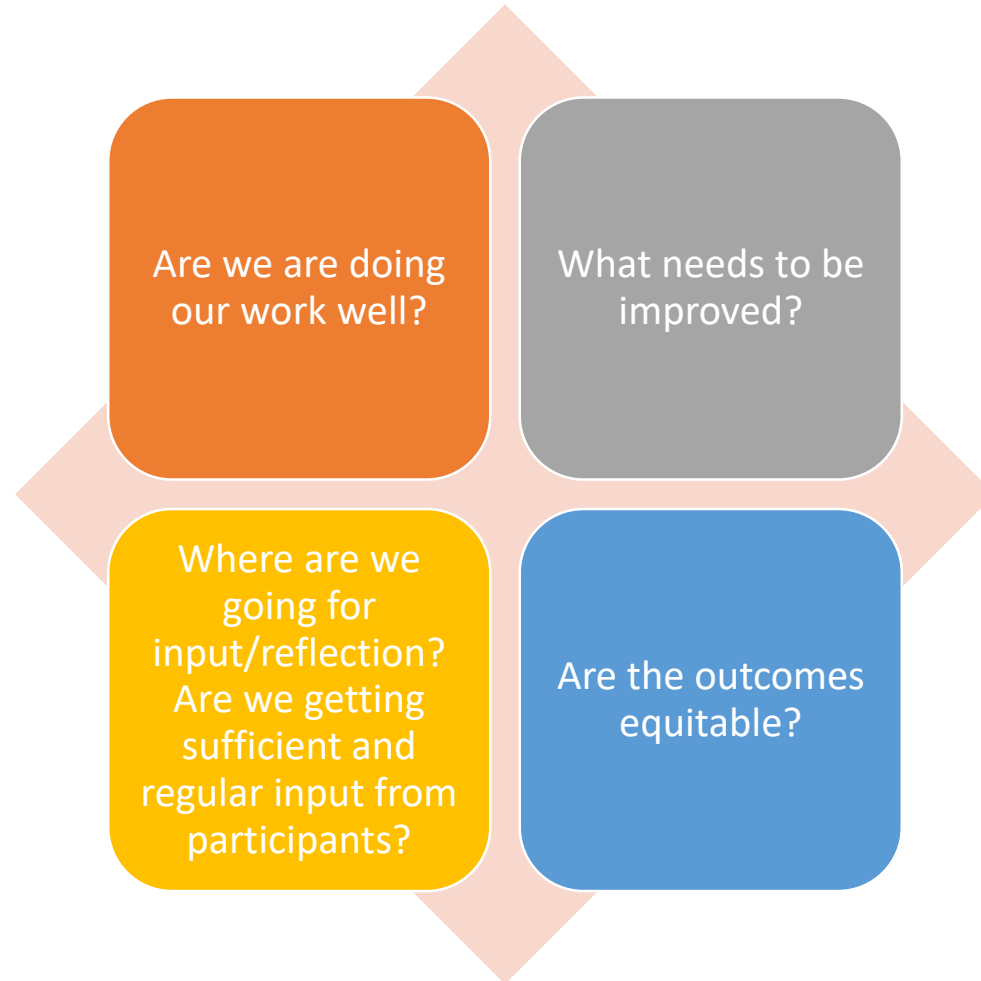 Are we are doing
our work well?
What needs to be
improved?
Where are we
going for
input/reflection?
Are we getting
sufficient and
regular input from
participants?
Are the outcomes
equitable?